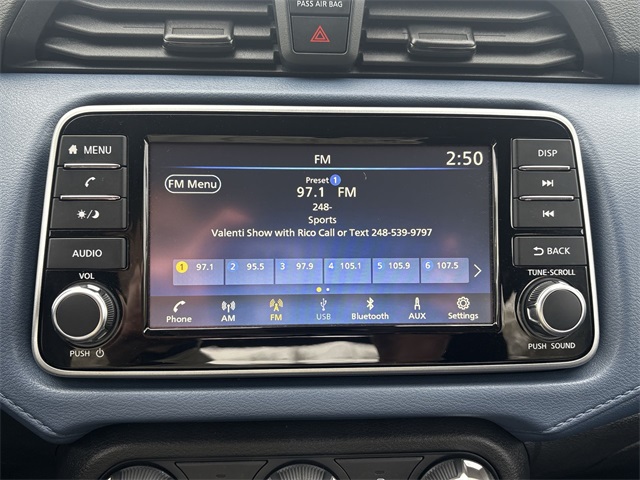 PASS AIR BAG
MENU
DISP
FM
2:50
FM Menu
Preset 1
97.1 FM
248-
Sports
Valenti Show with Rico Call or Text 248-539-9797
AUDIO
BACK
1 97.1 2 95.5 3 97.9 4 105.1 5 105.9 6 107.5
VOL
TUNE-SCROLL
Phone AM FM USB Bluetooth AUX Settings
PUSH
PUSH SOUND